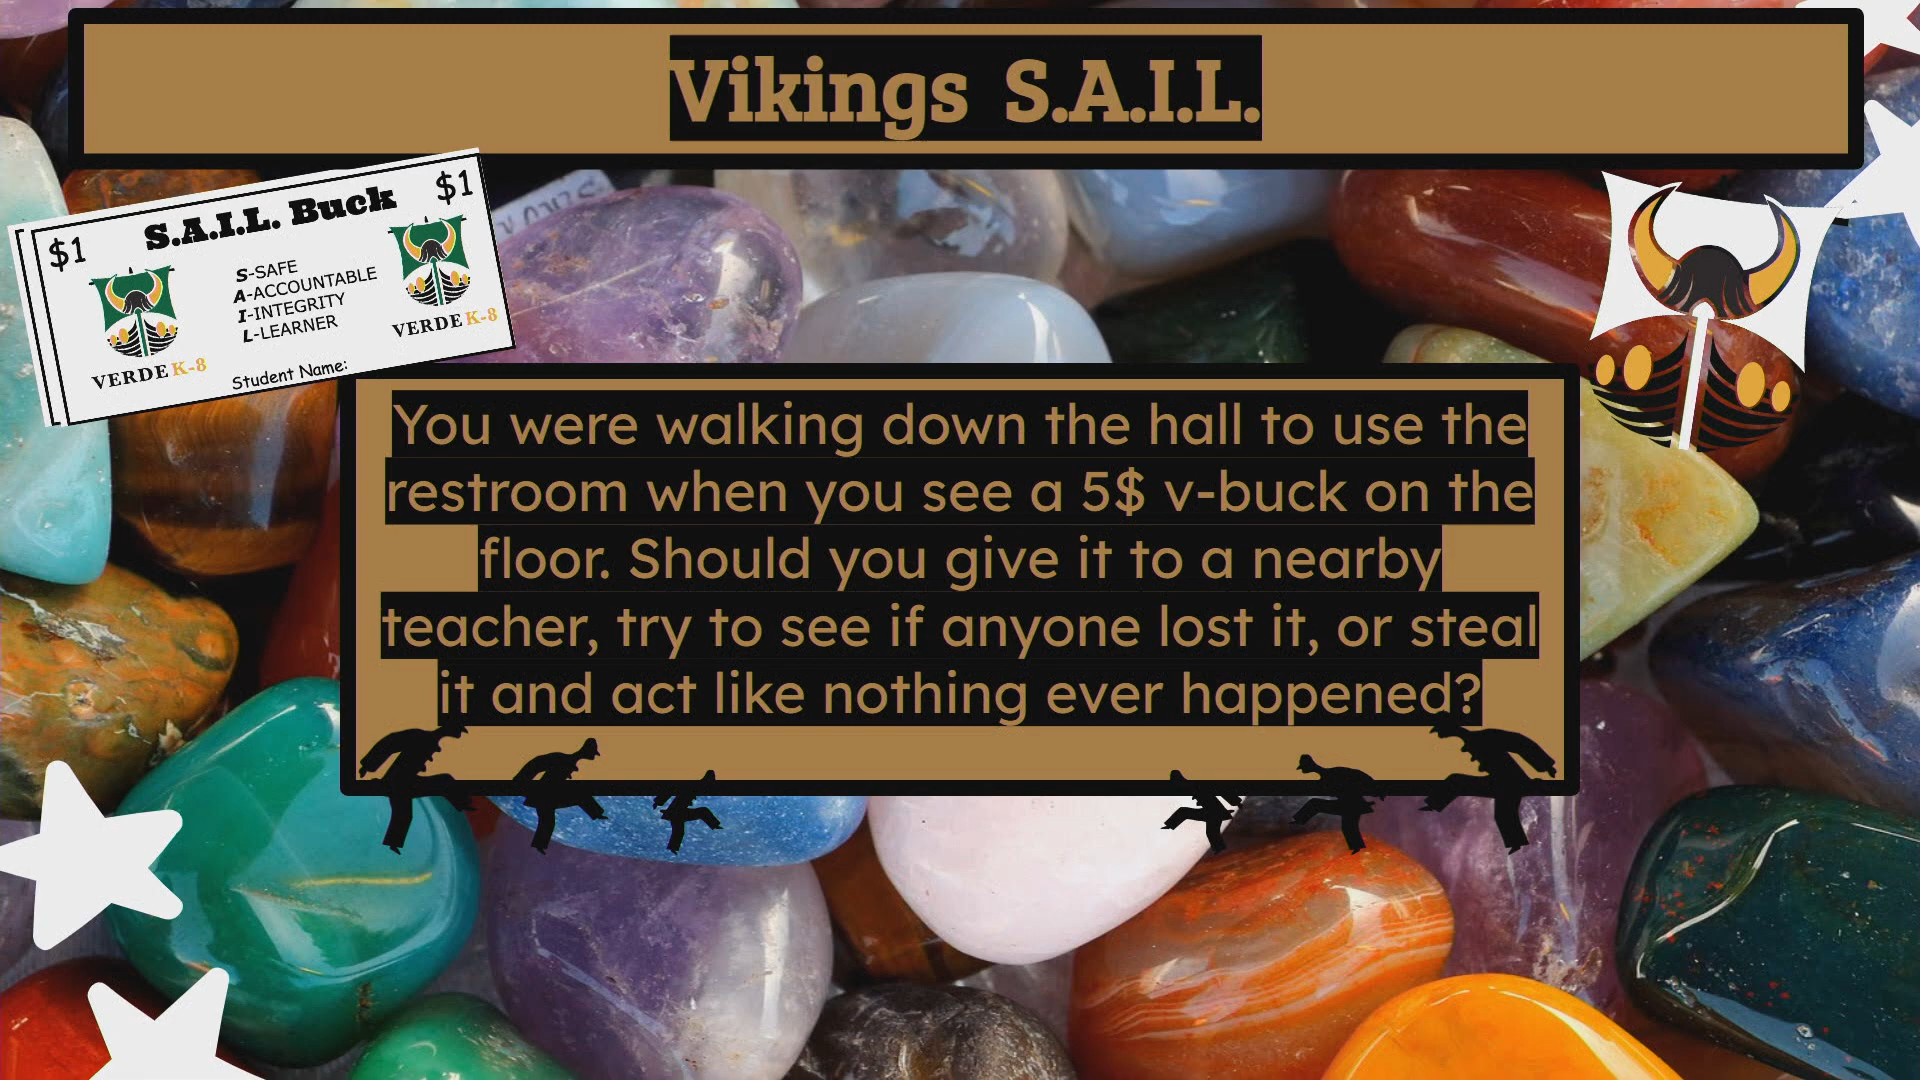 Vikings S.A.I.L.
$1
S.A.I.L. Buck
$1
S-SAFE
A-ACCOUNTABLE
I-INTEGRITY
L-LEARNER
VERDE K-8
VERDE K-8
Student Name:
You were walking down the hall to use the
restroom when you see a 5$ v-buck on the
floor. Should you give it to a nearby
teacher, try to see if anyone lost it, or steal
it and act like nothing ever happened?